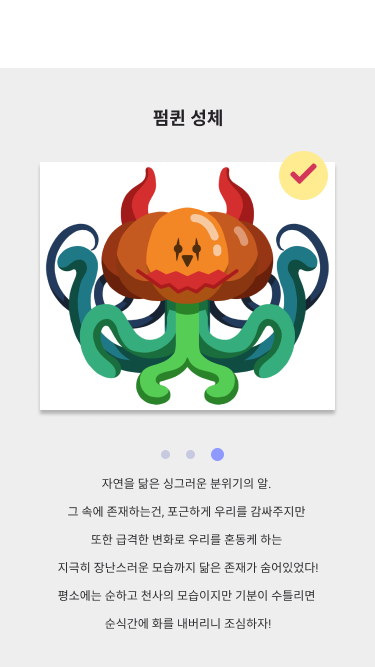 펌퀸 성체
자연을 닮은 싱그러운 분위기의 알.
그 속에 존재하는건, 포근하게 우리를 감싸주지만
또한 급격한 변화로 우리를 혼동케 하는
지극히 장난스러운 모습까지 닮은 존재가 숨어있었다!
평소에는 순하고 천사의 모습이지만 기분이 수틀리면
순식간에 화를 내버리니 조심하자!